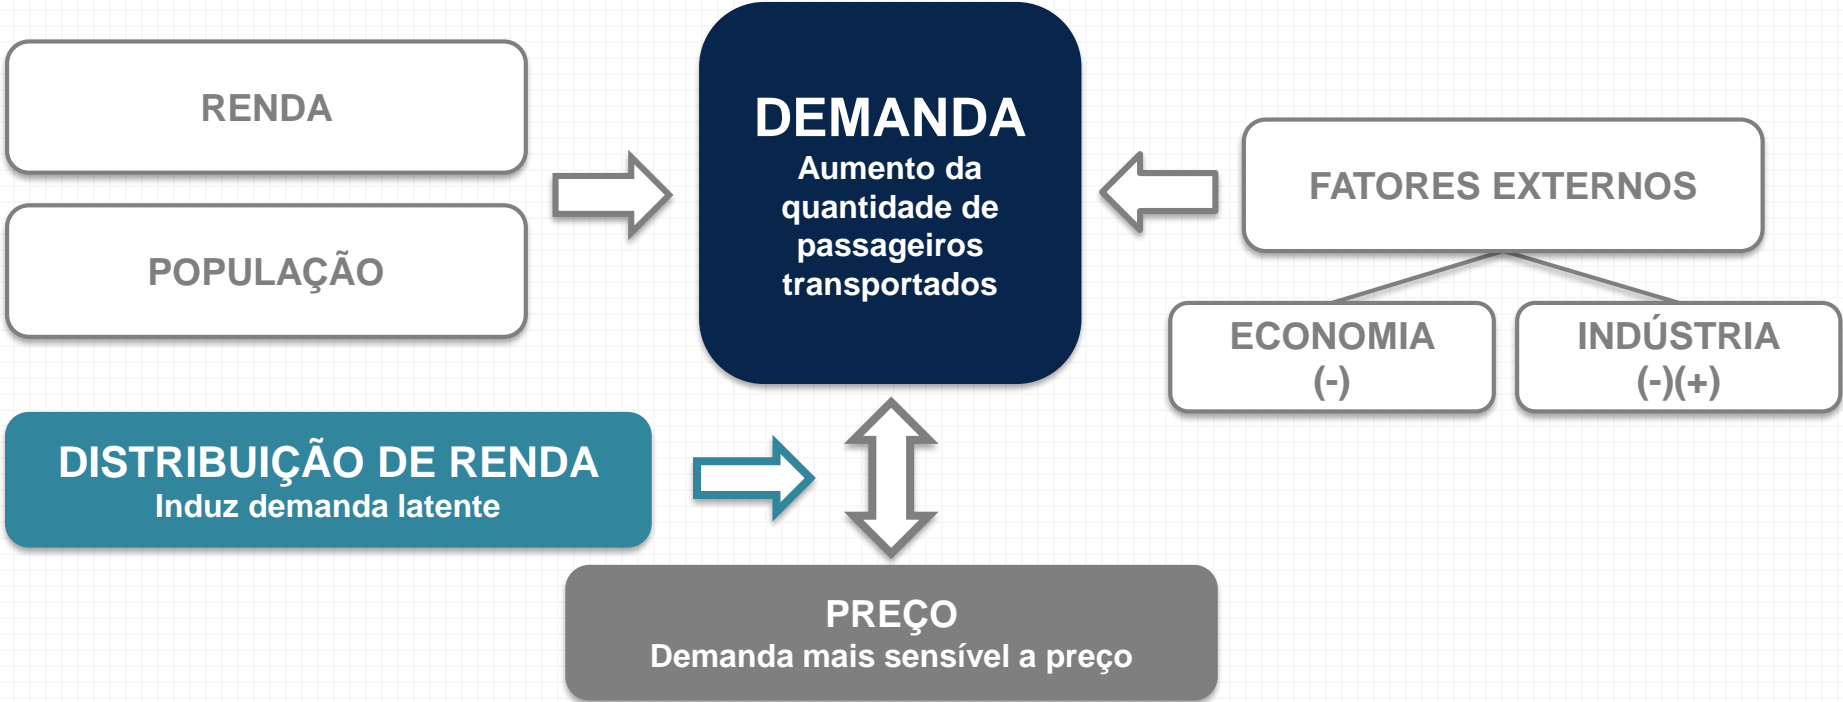 RENDA
POPULAÇÃO
DEMANDA
Aumento da
quantidade de
passageiros
transportados
FATORES EXTERNOS
ECONOMIA
(-)
INDÚSTRIA
(-)(+)
DISTRIBUIÇÃO DE RENDA
Induz demanda latente
PREÇO
Demanda mais sensível a preço